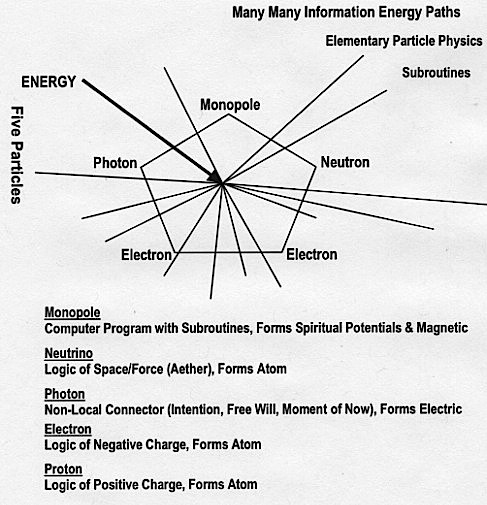 Many Many Information Energy Paths
Elementary Particle Physics
Subroutines
ENERGY
Monopole
Five Particles
Photon
Neutron
Electron
Electron
Monopole
Computer Program with Subroutines, Forms Spiritual Potentials & Magnetic
Neutrino
Logic of Space/Force (Aether), Forms Atom
Photon
Non-Local Connector (Intention, Free Will, Moment of Now), Forms Electric
Electron
Logic of Negative Charge, Forms Atom
Proton
Logic of Positive Charge, Forms Atom